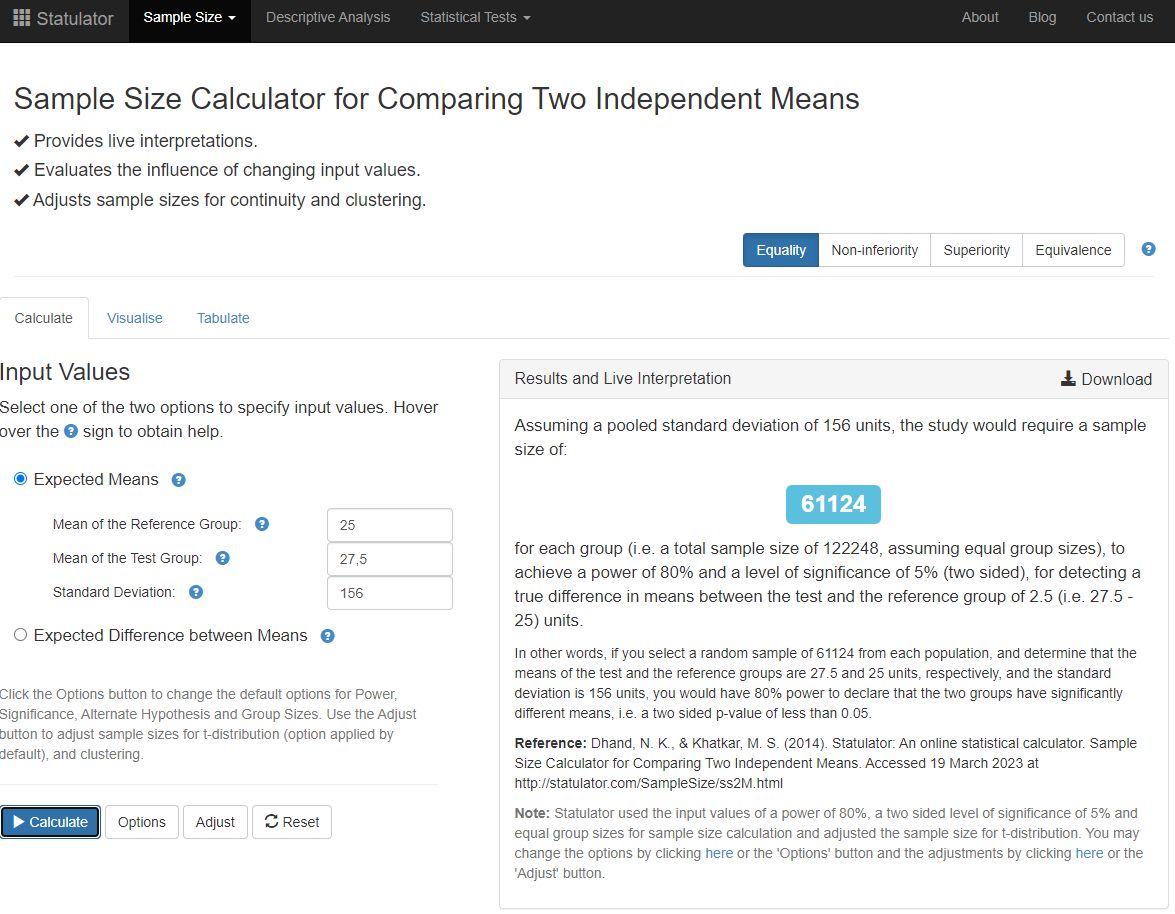 Statulator
Sample Size
Descriptive Analysis
Statistical Tests
About
Blog
Contact us
Sample Size Calculator for Comparing Two Independent Means
Provides live interpretations.
Evaluates the influence of changing input values.
Adjusts sample sizes for continuity and clustering.
Equality
Non-inferiority
Superiority
Equivalence
Calculate
Visualise
Tabulate
Input Values
Select one of the two options to specify input values. Hover
over the ? sign to obtain help.
Expected Means
Mean of the Reference Group:
25
Mean of the Test Group:
27,5
Standard Deviation:
156
Expected Difference between Means
Click the Options button to change the default options for Power,
Significance, Alternate Hypothesis and Group Sizes. Use the Adjust
button to adjust sample sizes for t-distribution (option applied by
default), and clustering.
Calculate
Options
Adjust
Reset
Results and Live Interpretation
Download
Assuming a pooled standard deviation of 156 units, the study would require a sample
size of:
61124
for each group (i.e. a total sample size of 122248, assuming equal group sizes), to
achieve a power of 80% and a level of significance of 5% (two sided), for detecting a
true difference in means between the test and the reference group of 2.5 (i.e. 27.5 -
25) units.
In other words, if you select a random sample of 61124 from each population, and determine that the
means of the test and the reference groups are 27.5 and 25 units, respectively, and the standard
deviation is 156 units, you would have 80% power to declare that the two groups have significantly
different means, i.e. a two sided p-value of less than 0.05.
Reference: Dhand, N. K., & Khatkar, M. S. (2014). Statulator: An online statistical calculator. Sample
Size Calculator for Comparing Two Independent Means. Accessed 19 March 2023 at
http://statulator.com/SampleSize/ss2M.html
Note: Statulator used the input values of a power of 80%, a two sided level of significance of 5% and
equal group sizes for sample size calculation and adjusted the sample size for t-distribution. You may
change the options by clicking here or the 'Options' button and the adjustments by clicking here or the
'Adjust' button.